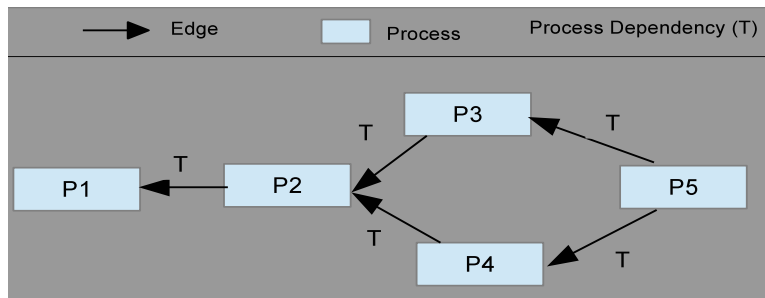 Edge
Process
Process Dependency (T)
P3
T
T
T
P1
P2
P5
T
P4
T